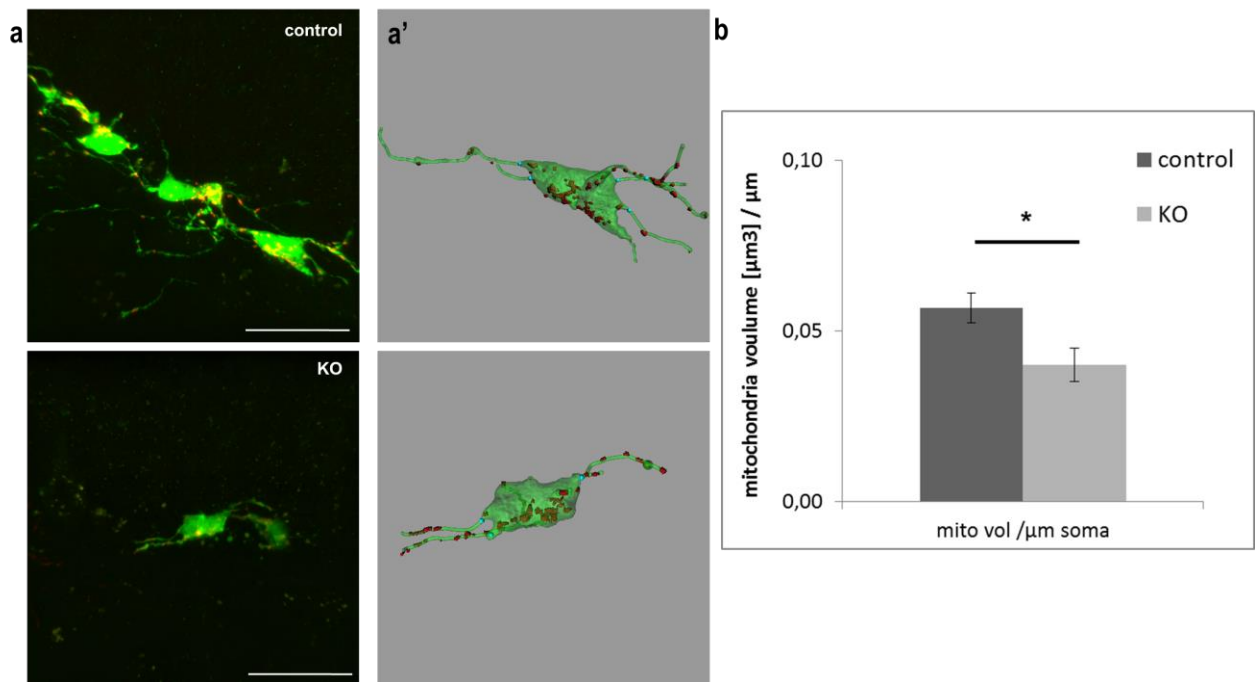 a
control
a'
b
KO
mitochondria voulume [µm3] / µm
0,10
0,05
0,00
control
KO
*
mito vol /µm soma